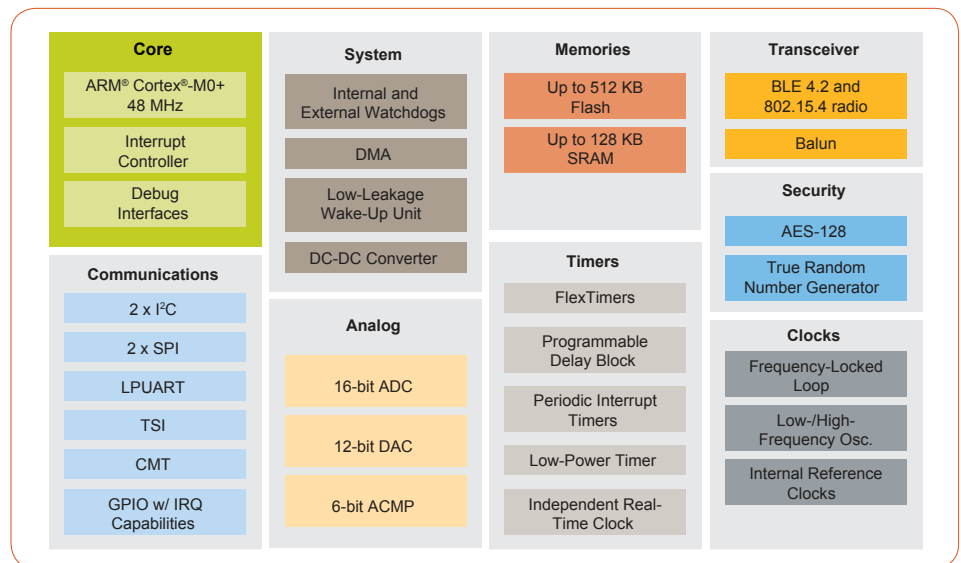 Core
ARM® Cortex®-M0+
48 MHz
Interrupt
Controller
Debug
Interfaces
System
Internal and
External Watchdogs
DMA
Low-Leakage
Wake-Up Unit
DC-DC Converter
Memories
Up to 512 KB
Flash
Up to 128 KB
SRAM
Transceiver
BLE 4.2 and
802.15.4 radio
Balun
Security
AES-128
True Random
Number Generator
Communications
2 x I²C
2 x SPI
LPUART
TSI
CMT
GPIO w/ IRQ
Capabilities
Analog
16-bit ADC
12-bit DAC
6-bit ACMP
Timers
FlexTimers
Programmable
Delay Block
Periodic Interrupt
Timers
Low-Power Timer
Independent Real-
Time Clock
Clocks
Frequency-Locked
Loop
Low-/High-
Frequency Osc.
Internal Reference
Clocks